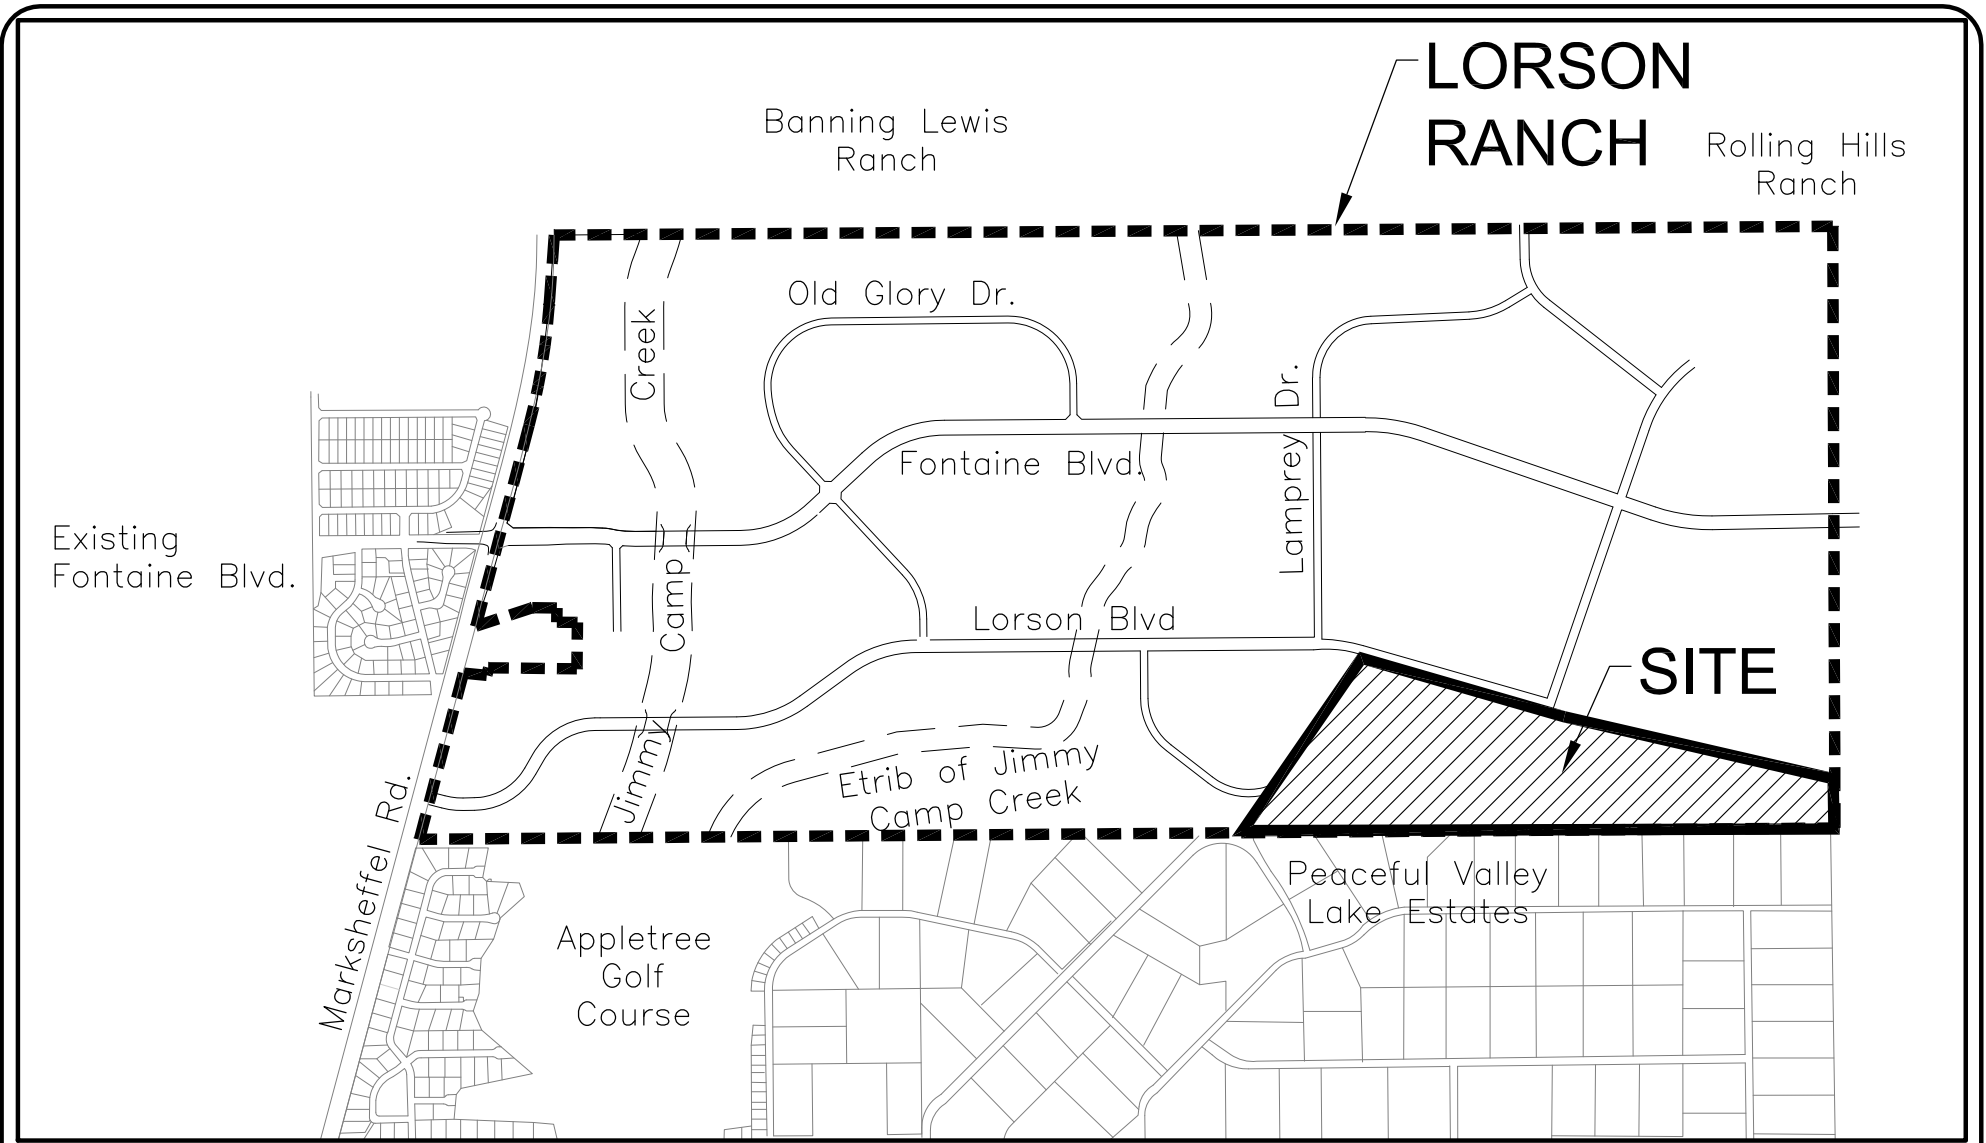 LORSON
RANCH
Banning Lewis
Ranch
Rolling Hills
Ranch
Old Glory Dr.
Creek
Lamprey Dr.
Fontaine Blvd.
Existing
Fontaine Blvd.
Camp
Lorson Blvd
SITE
Jimmy
Etrib of Jimmy
Camp Creek
Marksheffel Rd.
Peaceful Valley
Lake Estates
Appletree
Golf
Course